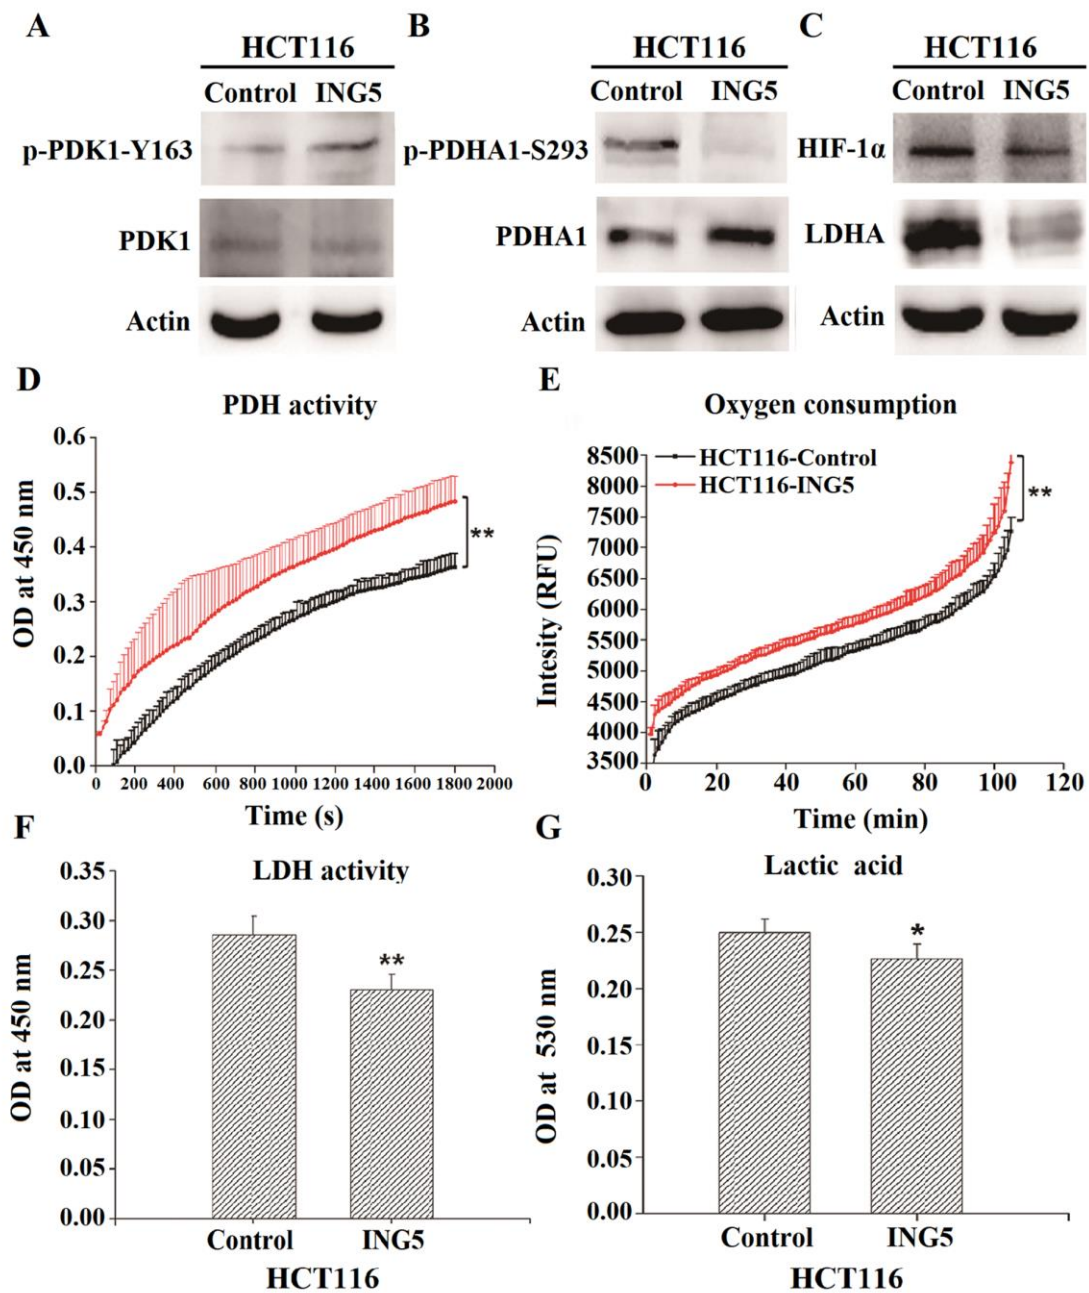 A
B
C
HCT116
HCT116
HCT116
Control ING5
Control ING5
Control ING5
p-PDK1-Y163
p-PDHA1-S293
HIF-1α
PDK1
PDHA1
LDHA
Actin
Actin
Actin
D
PDH activity
OD at 450 nm
0.6
0.5
0.4
0.3
0.2
0.1
0.0
**
0 200 400 600 800 1000 1200 1400 1600 1800 2000
Time (s)
E
Oxygen consumption
Intesity (RFU)
8500
8000
7500
7000
6500
6000
5500
5000
4500
4000
3500
HCT116-Control
HCT116-ING5
**
0 20 40 60 80 100 120
Time (min)
F
LDH activity
OD at 450 nm
0.35
0.30
0.25
0.20
0.15
0.10
0.05
0.00
**
Control ING5
HCT116
G
Lactic acid
OD at 530 nm
0.30
0.25
0.20
0.15
0.10
0.05
0.00
*
Control ING5
HCT116